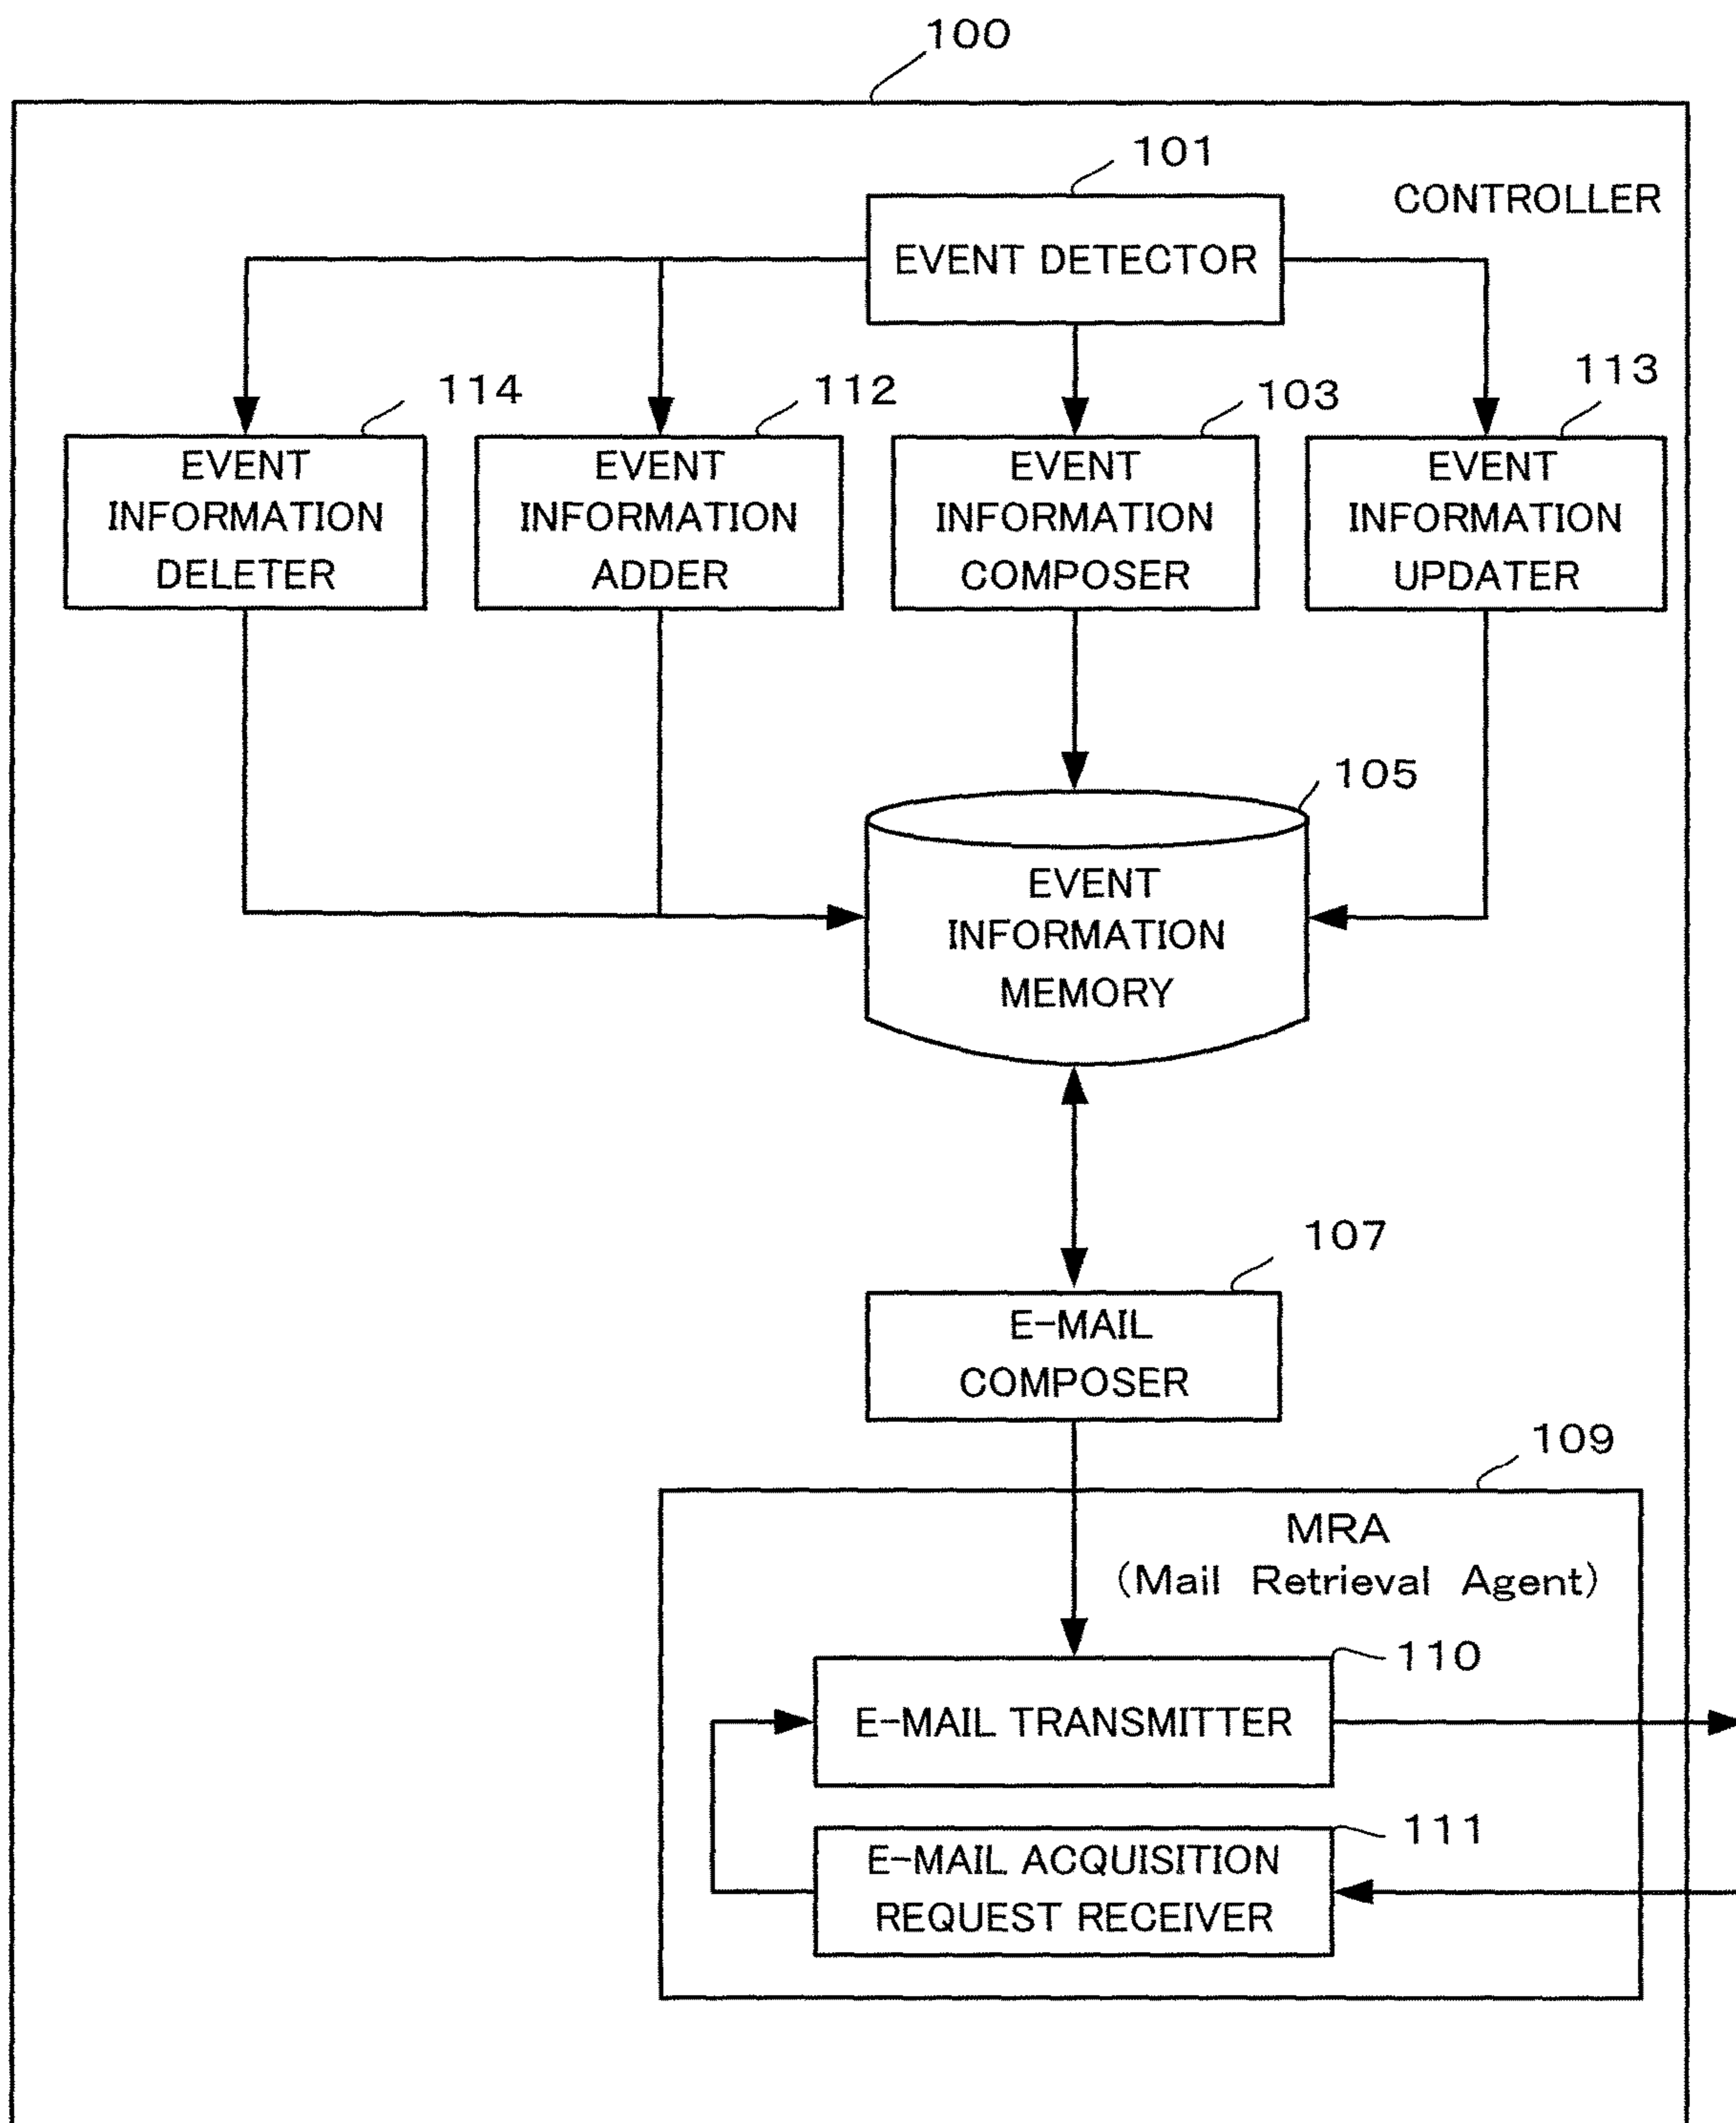 100
101
CONTROLLER
EVENT DETECTOR
114
112
103
113
EVENT
INFORMATION
DELETER
EVENT
INFORMATION
ADDER
EVENT
INFORMATION
COMPOSER
EVENT
INFORMATION
UPDATER
105
EVENT
INFORMATION
MEMORY
107
E-MAIL
COMPOSER
109
MRA
(Mail Retrieval Agent)
110
E-MAIL TRANSMITTER
111
E-MAIL ACQUISITION
REQUEST RECEIVER